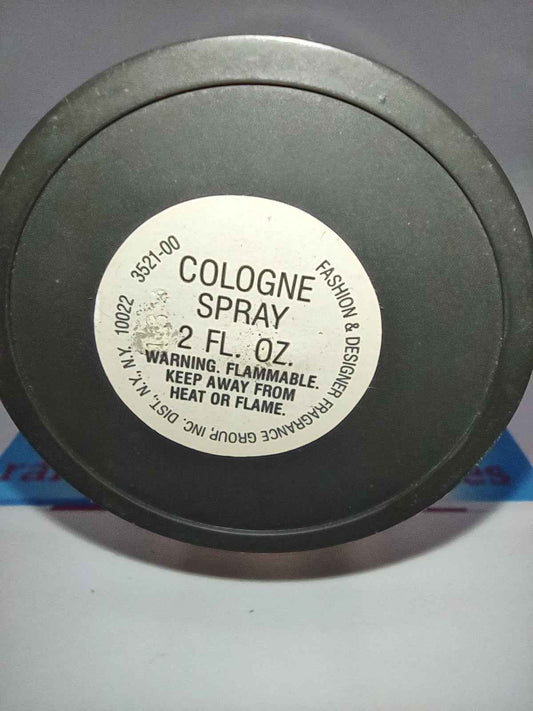 COLOGNE
SPRAY
2 FL. OZ.
WARNING. FLAMMABLE.
KEEP AWAY FROM
HEAT OR FLAME.
FASHION & DESIGNER FRAGRANCE GROUP, INC. DIST., N.Y., N.Y. 10022 3521-00